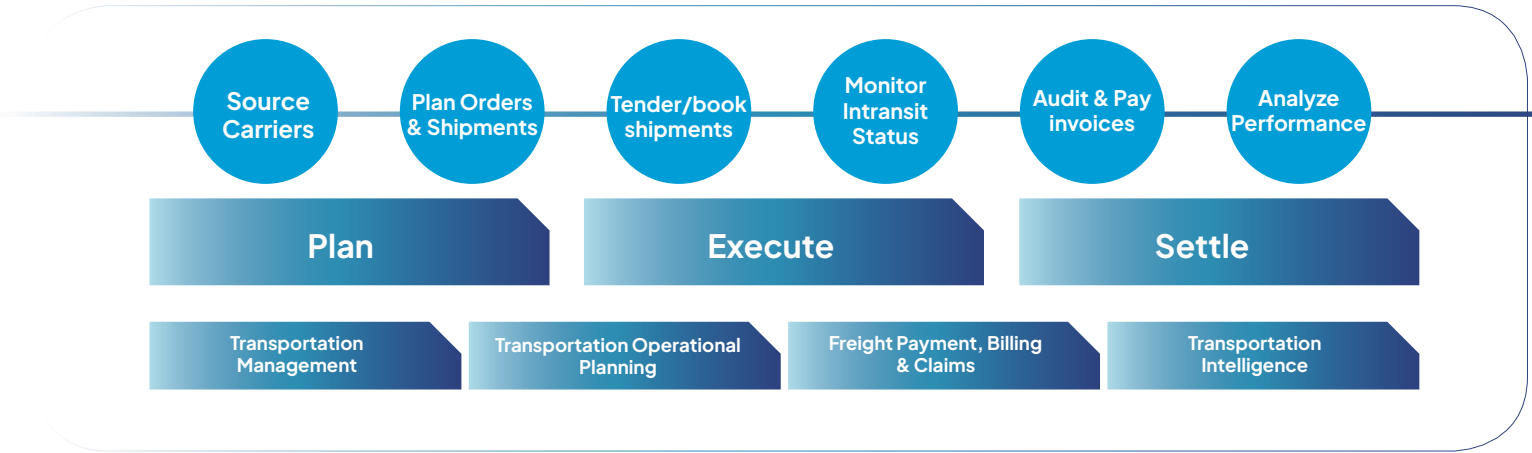 Source
Carriers
Plan Orders
& Shipments
Tender/book
shipments
Monitor
Intransit
Status
Audit & Pay
invoices
Analyze
Performance
Plan
Execute
Settle
Transportation
Management
Transportation Operational
Planning
Freight Payment, Billing
& Claims
Transportation
Intelligence